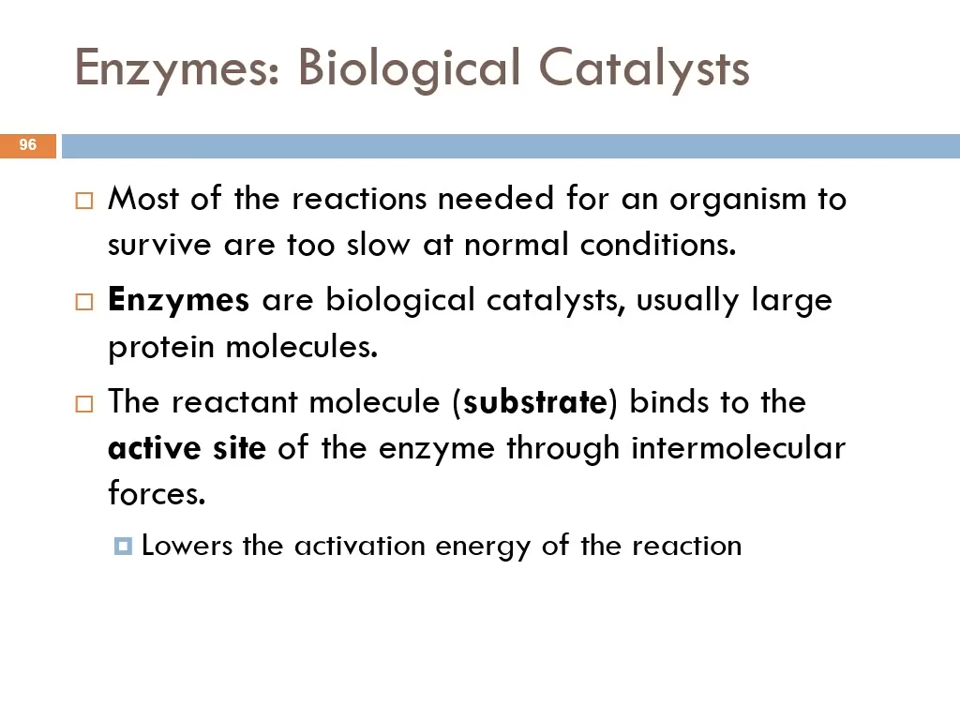 Enzymes: Biological Catalysts
96
Most of the reactions needed for an organism to
survive are too slow at normal conditions.
Enzymes are biological catalysts, usually large
protein molecules.
The reactant molecule (substrate) binds to the
active site of the enzyme through intermolecular
forces.
Lowers the activation energy of the reaction